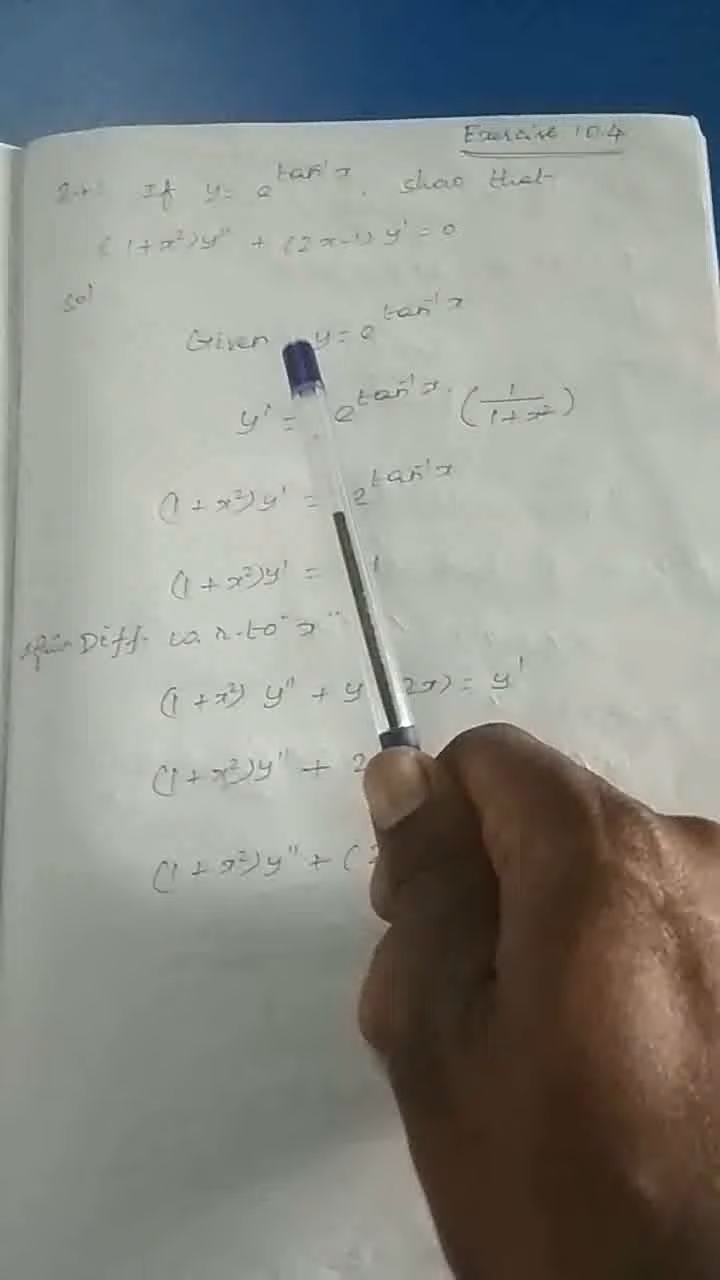 Exercise 10.4
If y = e^tan⁻¹x, show that
(1+x²)y'' + (2x-1)y' = 0
Sol
Given y = e^tan⁻¹x
y' = e^tan⁻¹x . (1/1+x²)
(1+x²)y' = e^tan⁻¹x
(1+x²)y' =
Diff. w.r.to "x"
(1+x²) y'' + y 2x) = y'
(1+x²)y'' + 2
(1+x²)y'' + (2